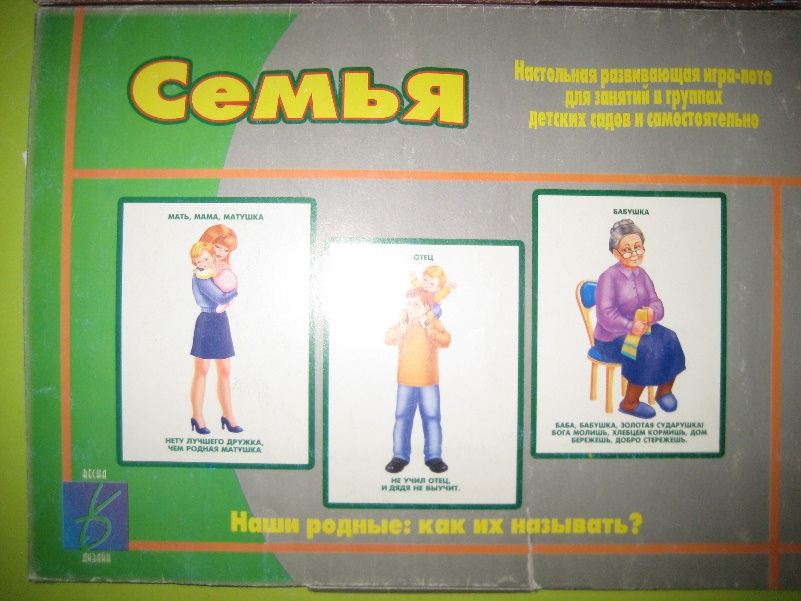 Семья
Настольная развивающая игра-лото
для занятий в группах
детских садов и самостоятельно
МАТЬ, МАМА, МАТУШКА
НЕТУ ЛУЧШЕГО ДРУЖКА,
ЧЕМ РОДНАЯ МАТУШКА
ОТЕЦ
НЕ УЧИЛ ОТЕЦ,
И ДЯДЯ НЕ ВЫУЧИТ.
БАБУШКА
БАБА, БАБУШКА, ЗОЛОТАЯ СУДАРУШКА!
БОГА МОЛИШЬ, ХЛЕБЦЕМ КОРМИШЬ, ДОМ
БЕРЕЖЕШЬ, ДОБРО СТЕРЕЖЕШЬ.
ВЕСНА
ДИЗАЙН
Наши родные: как их называть?